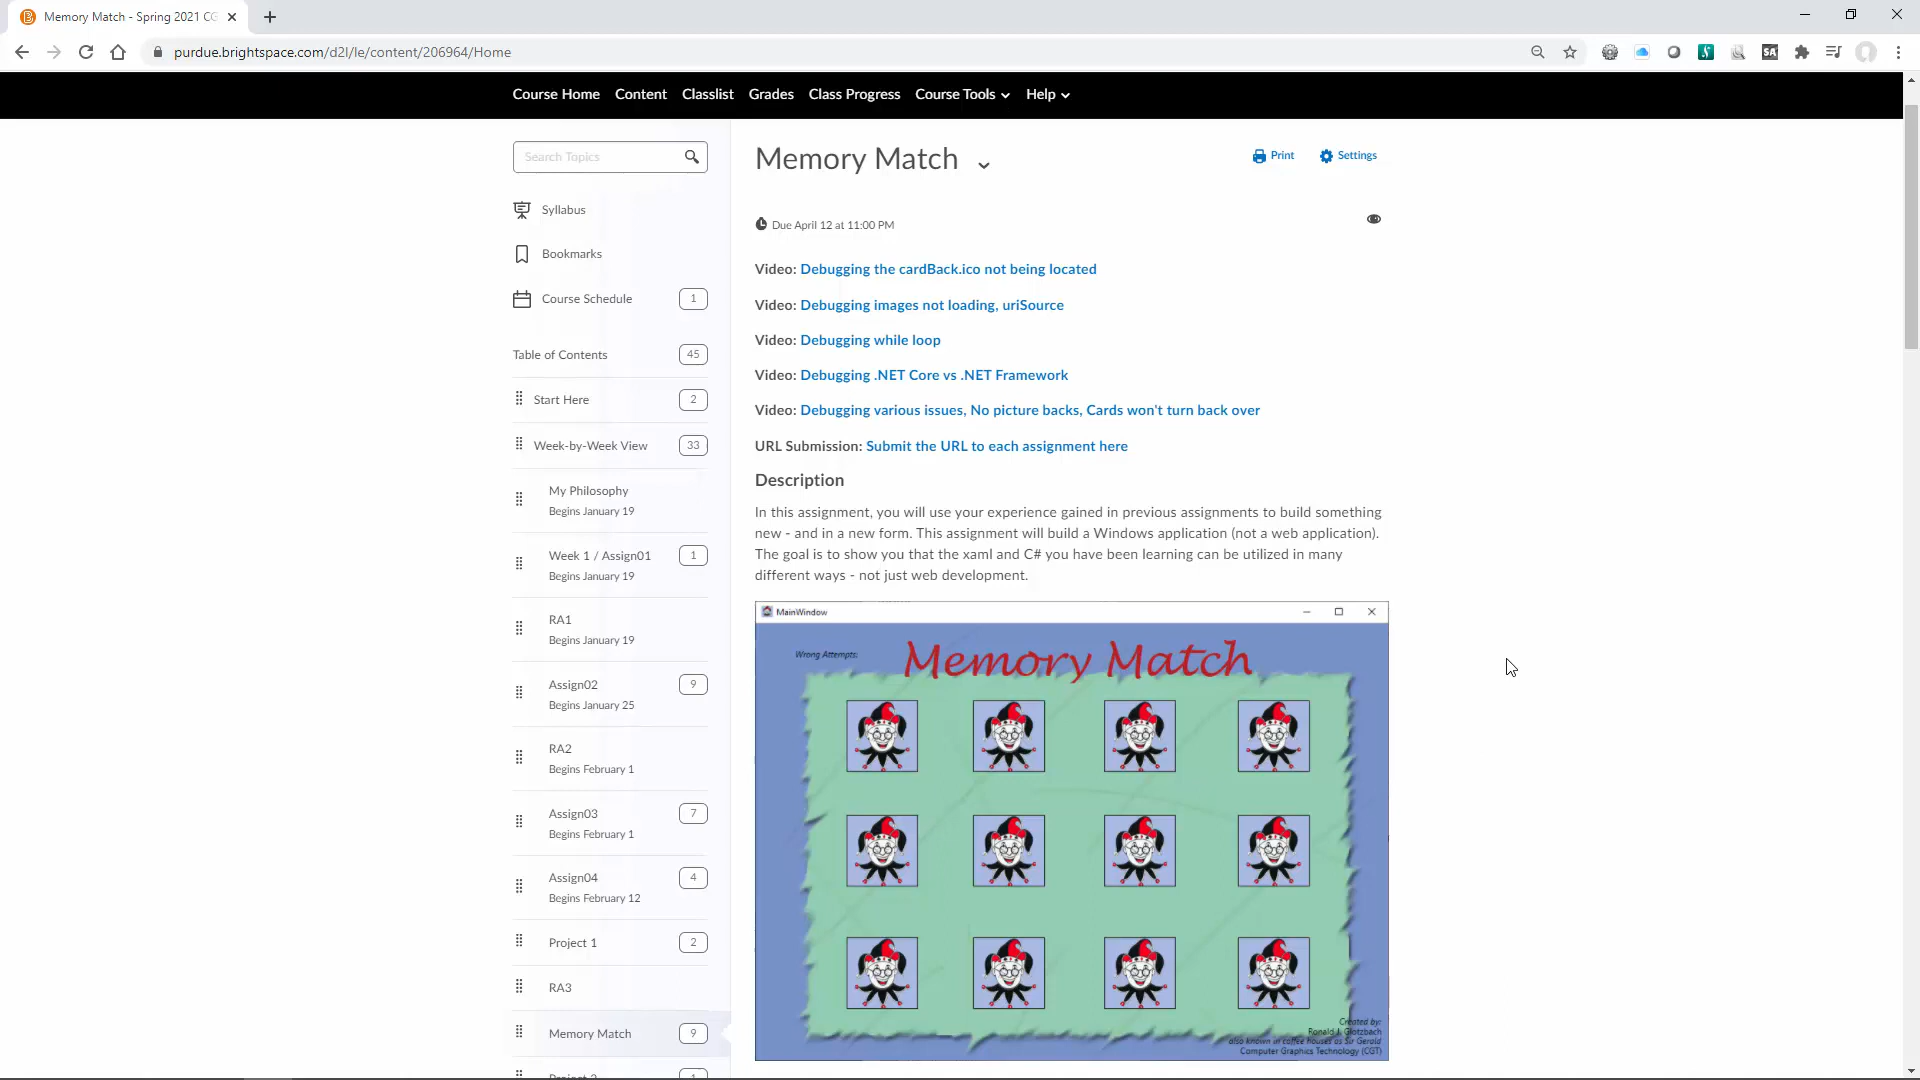 Memory Match - Spring 2021 CG
purdue.brightspace.com/d2l/le/content/206964/Home
SA
Course Home Content Classlist Grades Class Progress Course Tools Help
Search Topics
Syllabus
Bookmarks
Course Schedule 1
Table of Contents 45
Start Here 2
Week-by-Week View 33
My Philosophy
Begins January 19
Week 1 / Assign01 1
Begins January 19
RA1
Begins January 19
Assign02 9
Begins January 25
RA2
Begins February 1
Assign03 7
Begins February 1
Assign04 4
Begins February 12
Project 1 2
RA3
Memory Match 9
Memory Match
Print Settings
Due April 12 at 11:00 PM
Video: Debugging the cardBack.ico not being located
Video: Debugging images not loading, uriSource
Video: Debugging while loop
Video: Debugging .NET Core vs .NET Framework
Video: Debugging various issues, No picture backs, Cards won't turn back over
URL Submission: Submit the URL to each assignment here
Description
In this assignment, you will use your experience gained in previous assignments to build something
new - and in a new form. This assignment will build a Windows application (not a web application).
The goal is to show you that the xaml and C# you have been learning can be utilized in many
different ways - not just web development.
MainWindow
Wrong Attempts:
Memory Match
Created by:
Ronald J. Glotzbach
also known in coffee houses as Sir Gerald
Computer Graphics Technology (CGT)